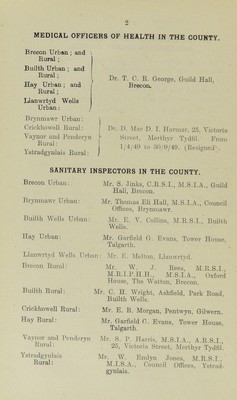 2
MEDICAL OFFICERS OF HEALTH IN THE COUNTY.
Brecon Urban; and
Rural;
Builth Urban; and
Rural;
Hay Urban; and
Rural;
Llanwrtyd Wells
Urban:
Dr. T. C. R. George, Guild Hall,
Brecon.
Brynmawr Urban:
Crickhowell Rural:
Vaynor and Penderyn
Rural:
Ystradgynlais Rural:
Dr. D. Mac D. I. Harmar, 25, Victoria
Street, Merthyr Tydfil. From
1/4/49 to 30/9/49. (Resigned).
SANITARY INSPECTORS IN THE COUNTY.
Brecon Urban: Mr. S. Jinks, C.R.S.I., M.S.I.A., Guild
Hall, Brecon.
Brynmawr Urban: Mr. Thomas Eli Hall, M.S.I.A., Council
Offices, Brynmawr.
Builth Wells Urban: Mr. E. V. Collins, M.R.S.I., Builth
Wells.
Hay Urban: Mr. Garfield G. Evans, Tower House,
Talgarth.
Llanwrtyd Wells Urban: Mr. E. Melton, Llanwrtyd.
Brecon Rural: Mr. W. J. Rees, M.R.S.I.,
M.R.I.P.H.H., M.S.I.A., Oxford
House, The Watton, Brecon.
Builth Rural: Mr. C. H. Wright, Ashfield, Park Road,
Builth Wells.
Crickhowell Rural: Mr. E. B. Morgan, Pentwyn, Gilwern.
Hay Rural: Mr. Garfield G. Evans, Tower House,
Talgarth.
Vaynor and Penderyn
Rural: Mr. S. P. Harris, M.S.I.A., A.R.S.I.,
25, Victoria Street, Merthyr Tydfil.
Ystradgynlais
Rural: Mr. W. Emlyn Jones, M.R.S.I.,
M.I.S.A., Council Offices, Ystrad-
gynlais.